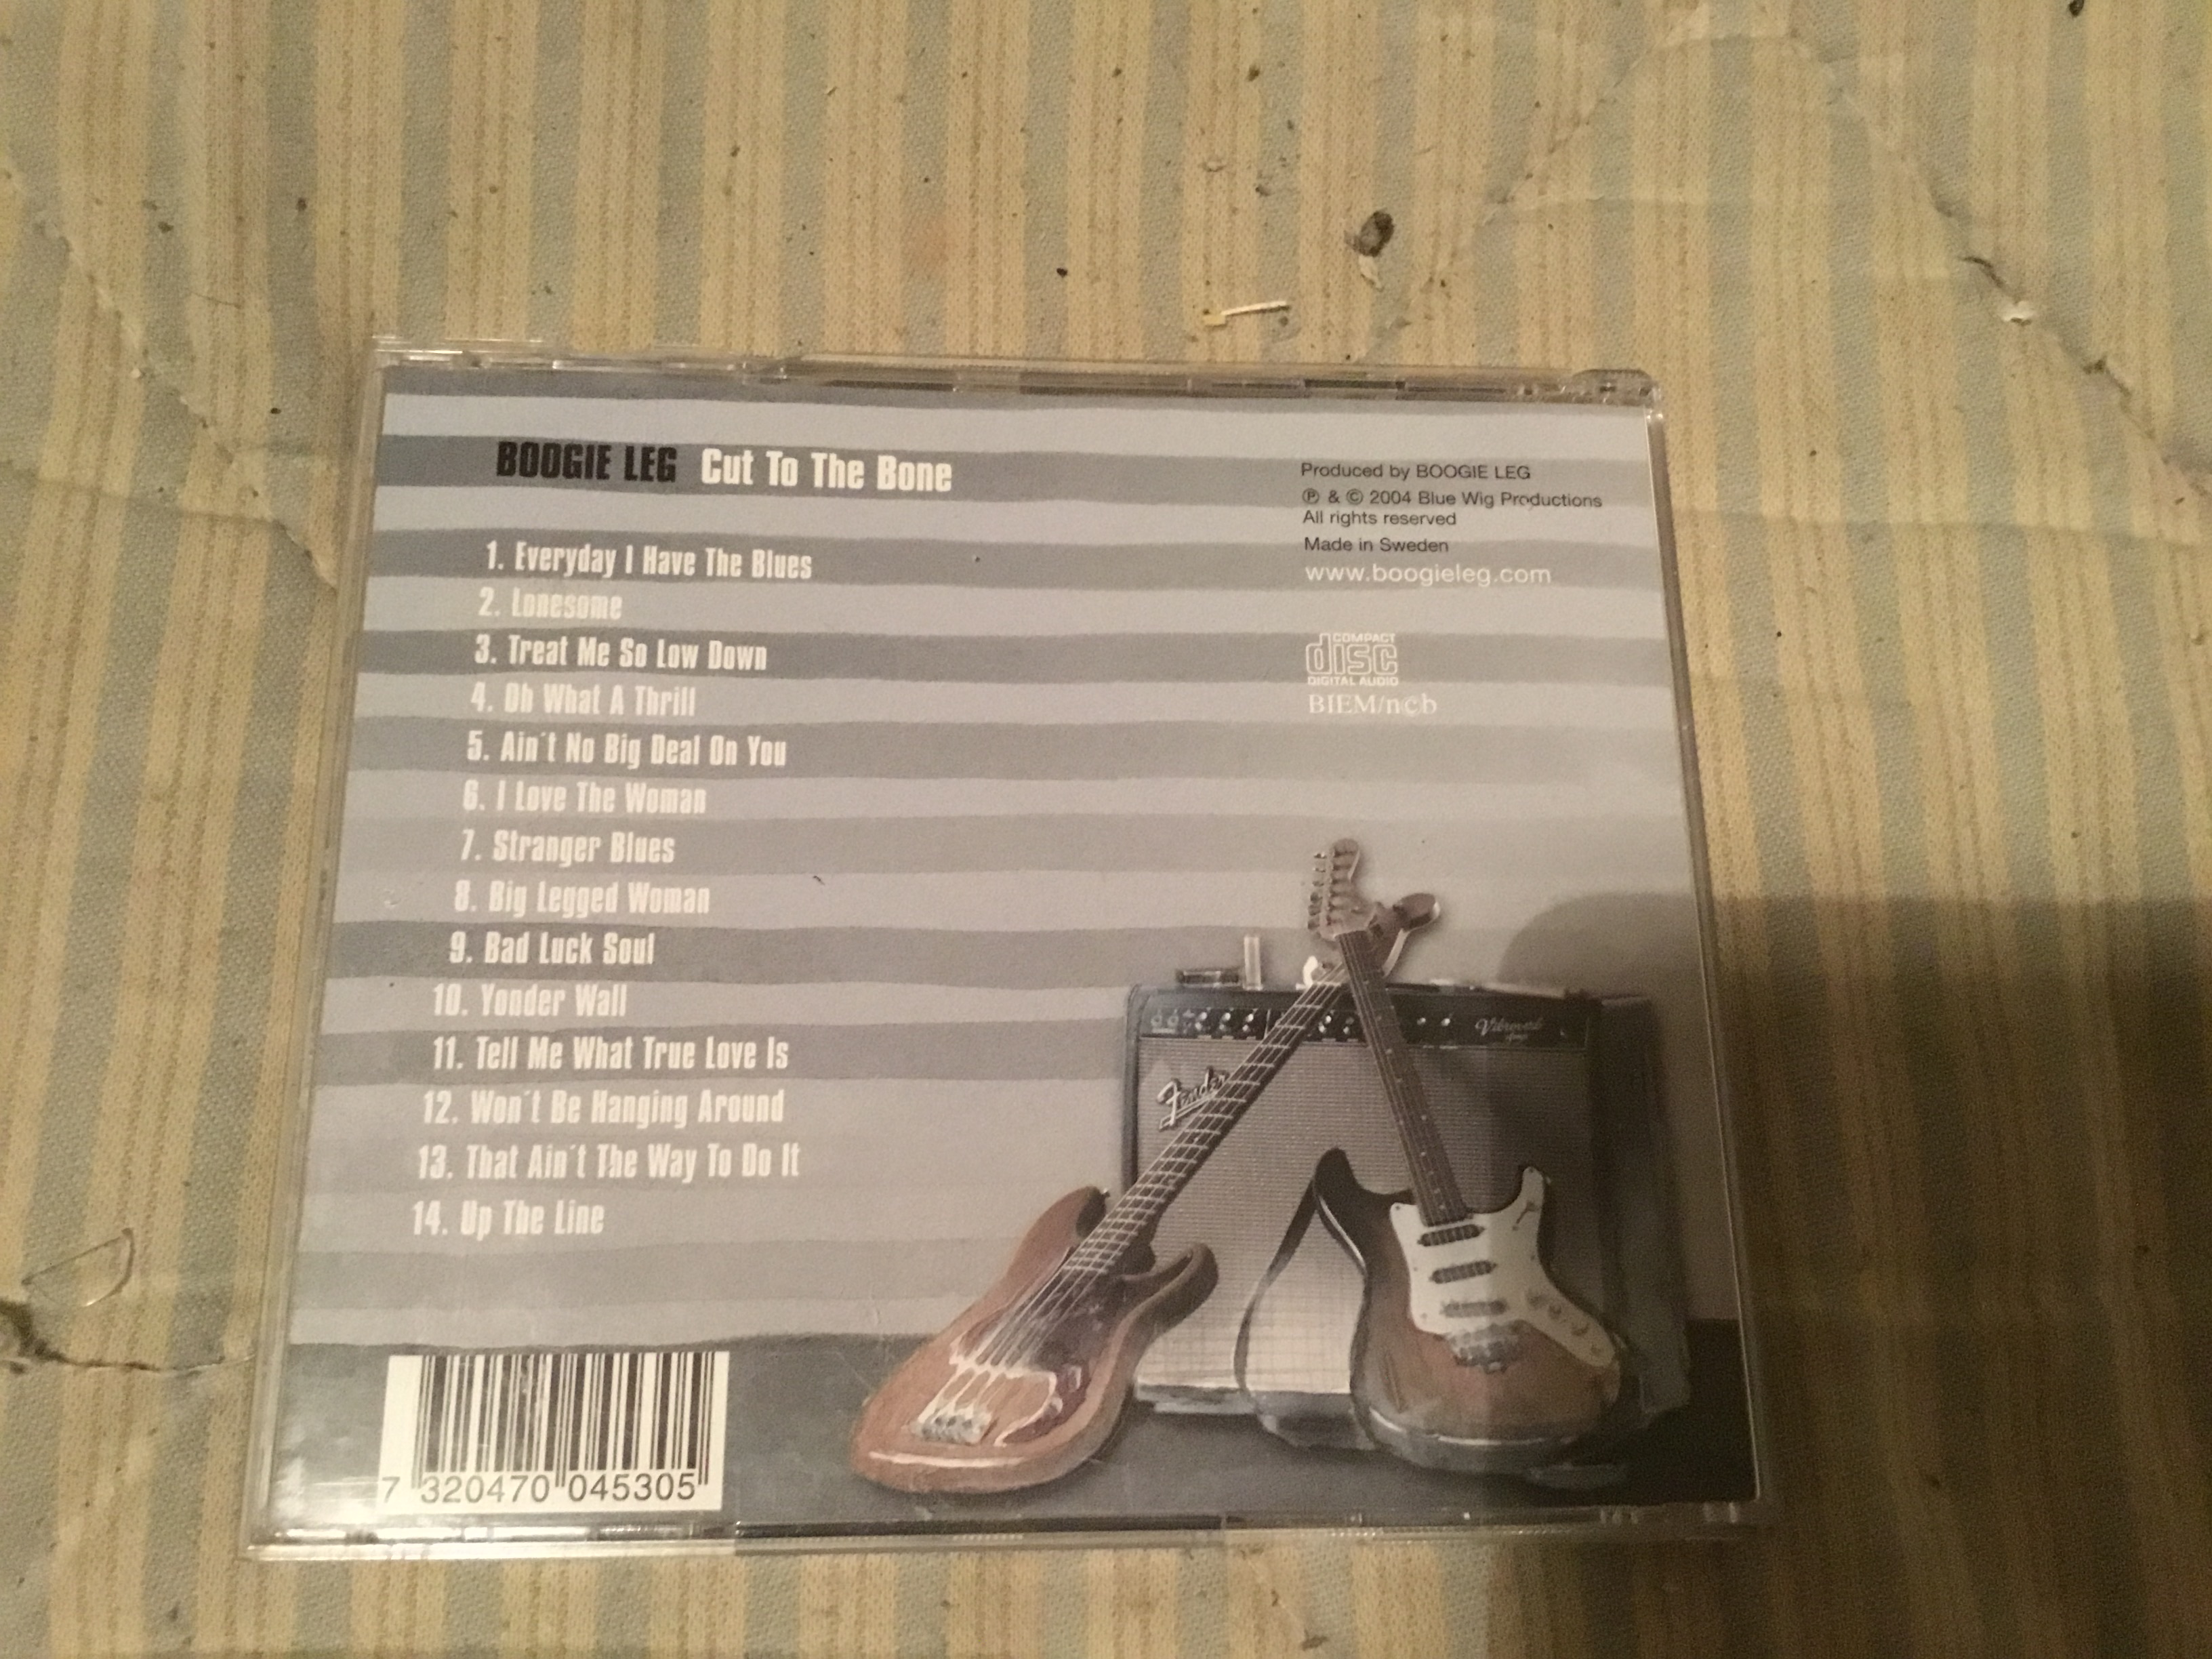 BOOGIE LEG Cut To The Bone
1. Everyday I Have The Blues
2. Lonesome
3. Treat Me So Low Down
4. Oh What A Thrill
5. Ain´t No Big Deal On You
6. I Love The Woman
7. Stranger Blues
8. Big Legged Woman
9. Bad Luck Soul
10. Yonder Wall
11. Tell Me What True Love Is
12. Won´t Be Hanging Around
13. That Ain´t The Way To Do It
14. Up The Line
Produced by BOOGIE LEG
℗ & © 2004 Blue Wig Productions
All rights reserved
Made in Sweden
www.boogieleg.com
COMPACT
disc
DIGITAL AUDIO
BIEM/n©b
Vibroverb
Fender
7 320470 045305